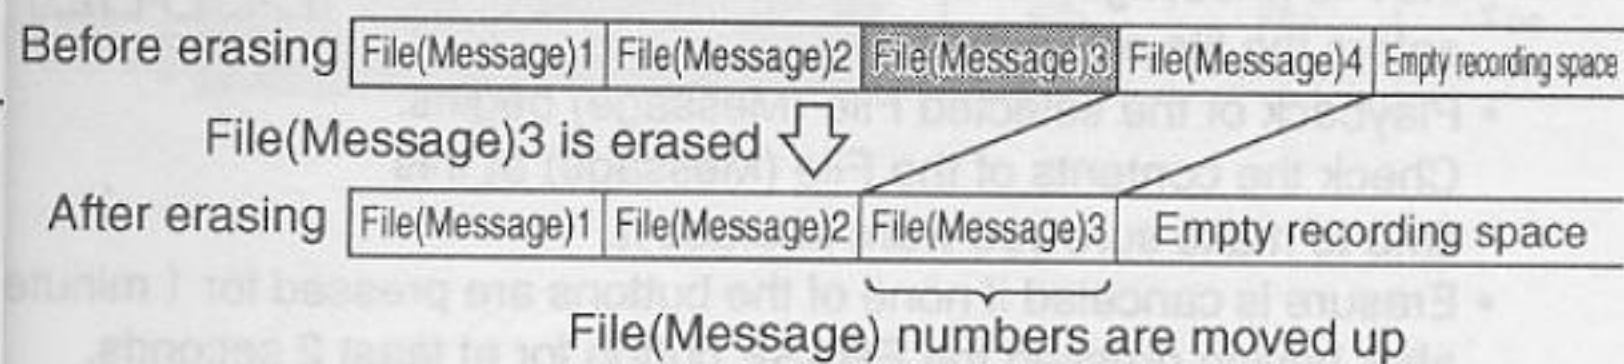 Before erasing File(Message)1 File(Message)2 File(Message)3 File(Message)4 Empty recording space
File(Message)3 is erased
After erasing File(Message)1 File(Message)2 File(Message)3 Empty recording space
File(Message) numbers are moved up